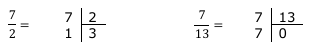 7/2 = 7 | 2
1 | 3
7/13 = 7 | 13
7 | 0